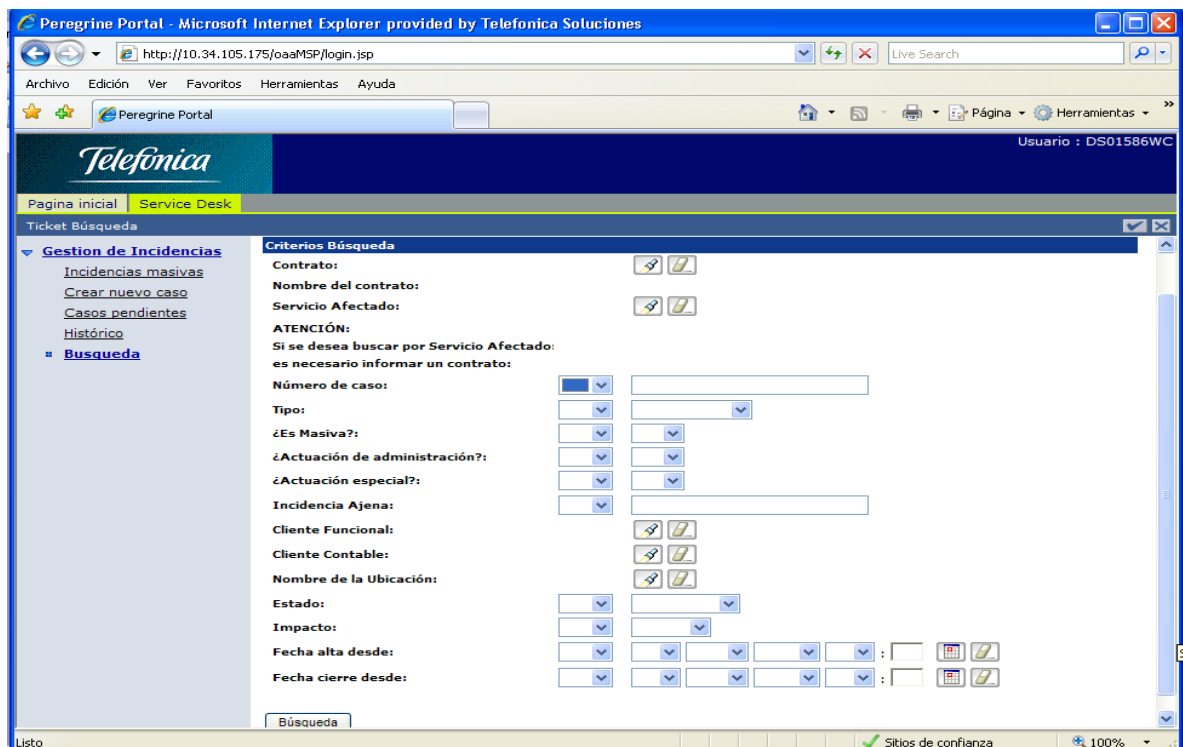 Peregrine Portal - Microsoft Internet Explorer provided by Telefonica Soluciones
http://10.34.105.175/oaaMSP/login.jsp
Live Search
Archivo Edición Ver Favoritos Herramientas Ayuda
Peregrine Portal
Página
Herramientas
»
Telefónica
Usuario : DS01586WC
Pagina inicial
Service Desk
Ticket Búsqueda
Gestion de Incidencias
Incidencias masivas
Crear nuevo caso
Casos pendientes
Histórico
Busqueda
Criterios Búsqueda
Contrato:
Nombre del contrato:
Servicio Afectado:
ATENCIÓN:
Si se desea buscar por Servicio Afectado:
es necesario informar un contrato:
Número de caso:
Tipo:
¿Es Masiva?:
¿Actuación de administración?:
¿Actuación especial?:
Incidencia Ajena:
Cliente Funcional:
Cliente Contable:
Nombre de la Ubicación:
Estado:
Impacto:
Fecha alta desde:
:
Fecha cierre desde:
:
Búsqueda
Listo
Sitios de confianza
100%